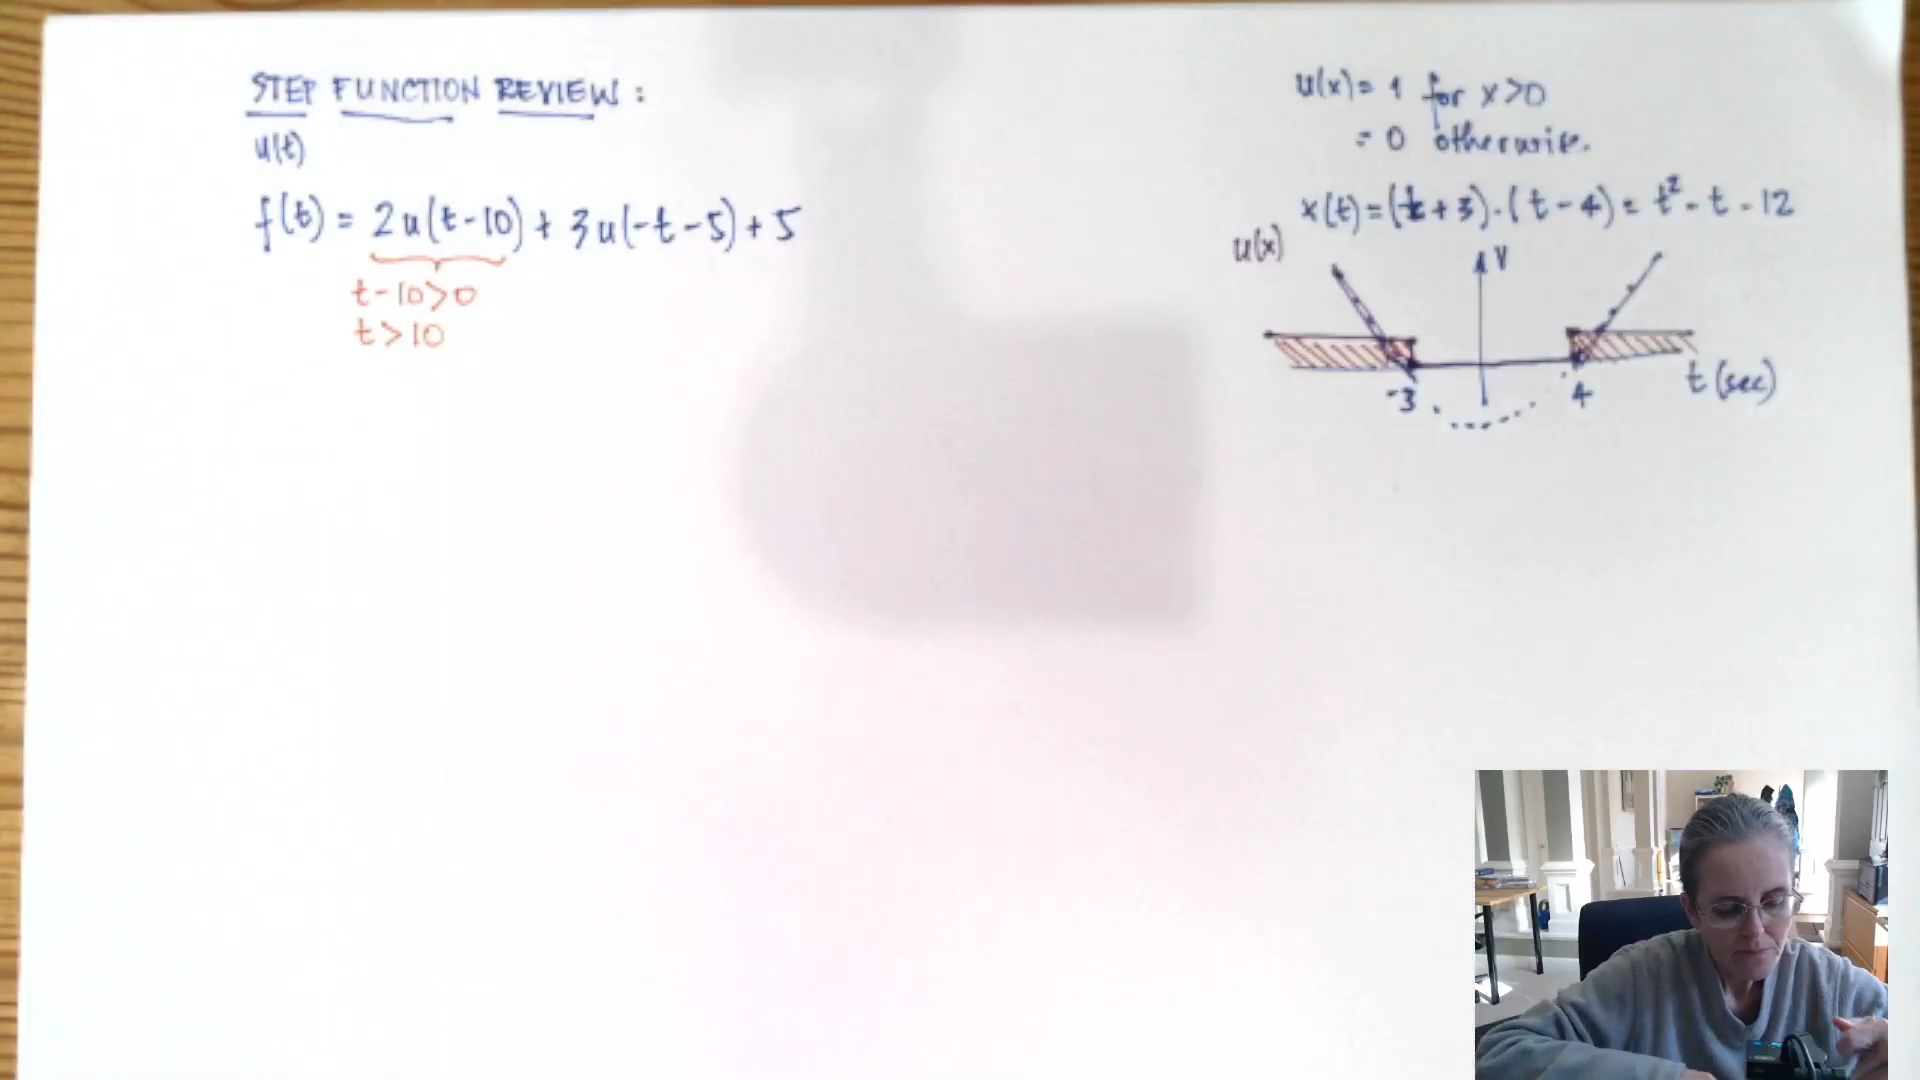 STEP FUNCTION REVIEW :
u(t)
f(t) = 2u(t-10) + 3u(-t-5) + 5
t-10>0
t>10
u(x)= 1 for x>0
= 0 otherwise.
x(t)=(t+3).(t-4)= t²-t-12
u(x)
V
-3
4
t (sec)